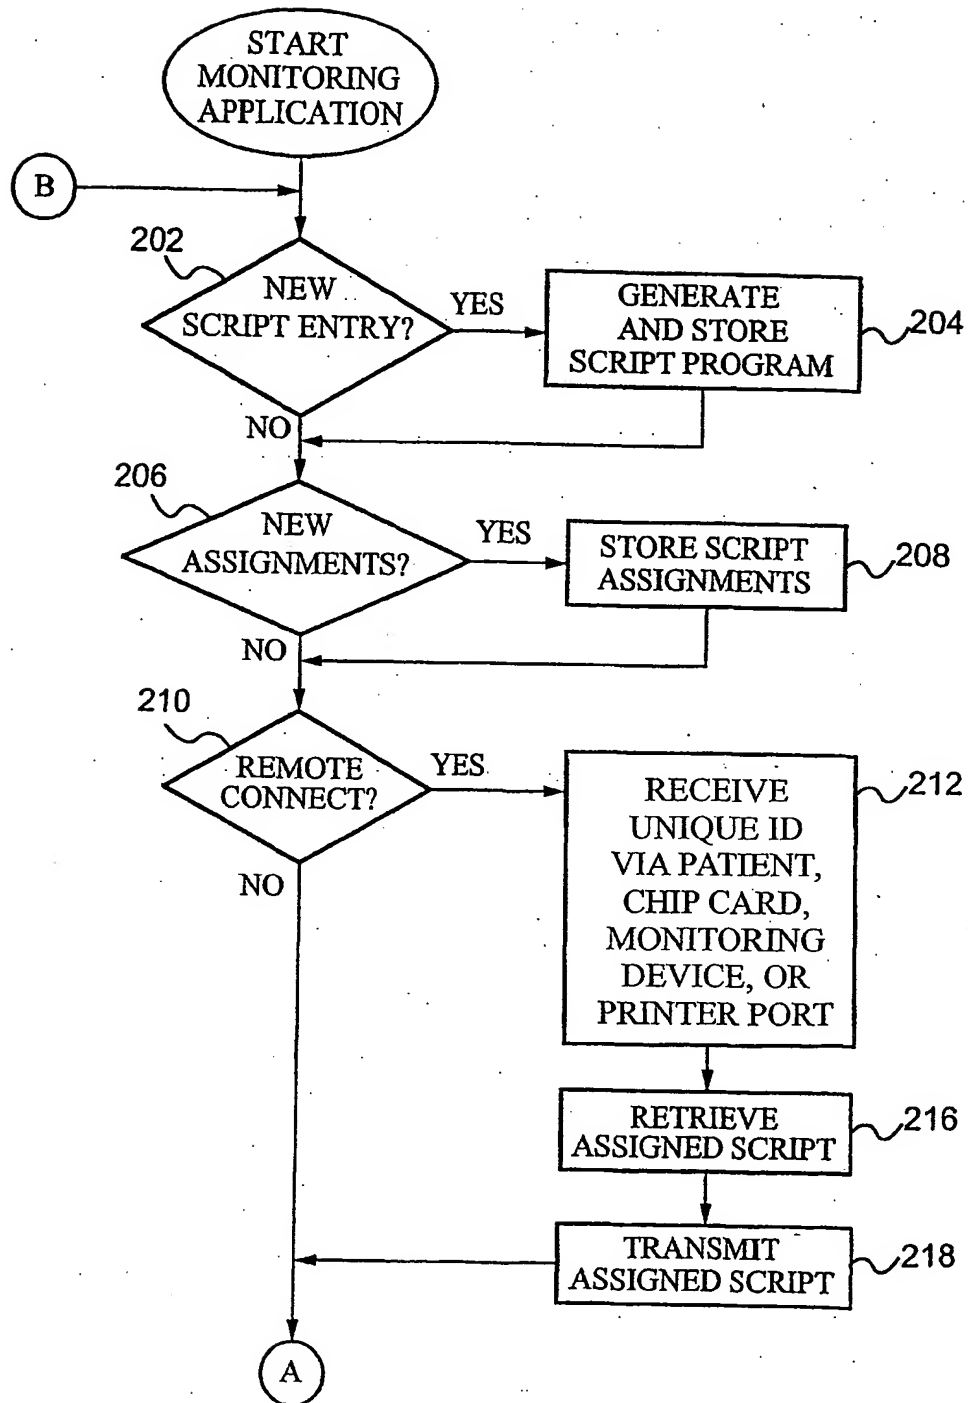 START
MONITORING
APPLICATION
B
202
NEW
SCRIPT ENTRY?
YES
GENERATE
AND STORE
SCRIPT PROGRAM
204
NO
206
NEW
ASSIGNMENTS?
YES
STORE SCRIPT
ASSIGNMENTS
208
NO
210
REMOTE
CONNECT?
YES
RECEIVE
UNIQUE ID
VIA PATIENT,
CHIP CARD,
MONITORING
DEVICE, OR
PRINTER PORT
212
NO
RETRIEVE
ASSIGNED SCRIPT
216
TRANSMIT
ASSIGNED SCRIPT
218
A